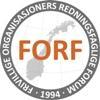 FRIVILLIGE ORGANISASJONERS REDNINGSFAGLIGE FORUM
FORF
· 1994 ·